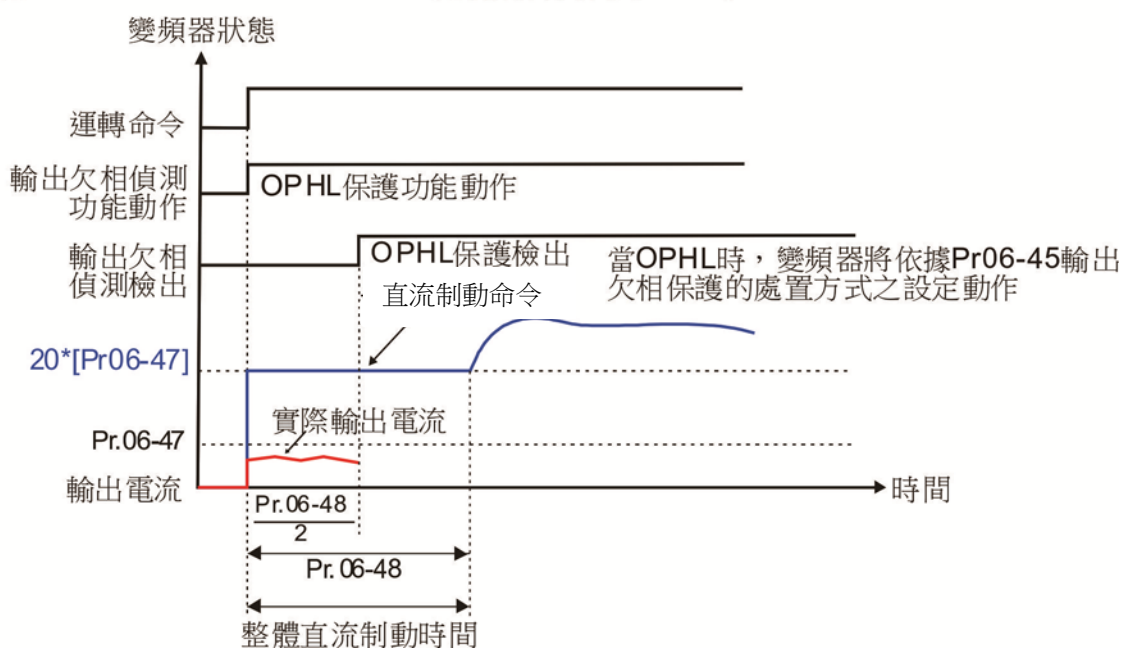 變頻器狀態
運轉命令
輸出欠相偵測
功能動作
OPHL保護功能動作
輸出欠相
偵測檢出
OPHL保護檢出
當OPHL時，變頻器將依據Pr06-45輸出
欠相保護的處置方式之設定動作
直流制動命令
20*[Pr06-47]
實際輸出電流
Pr.06-47
輸出電流
時間
Pr.06-48
2
Pr.06-48
整體直流制動時間